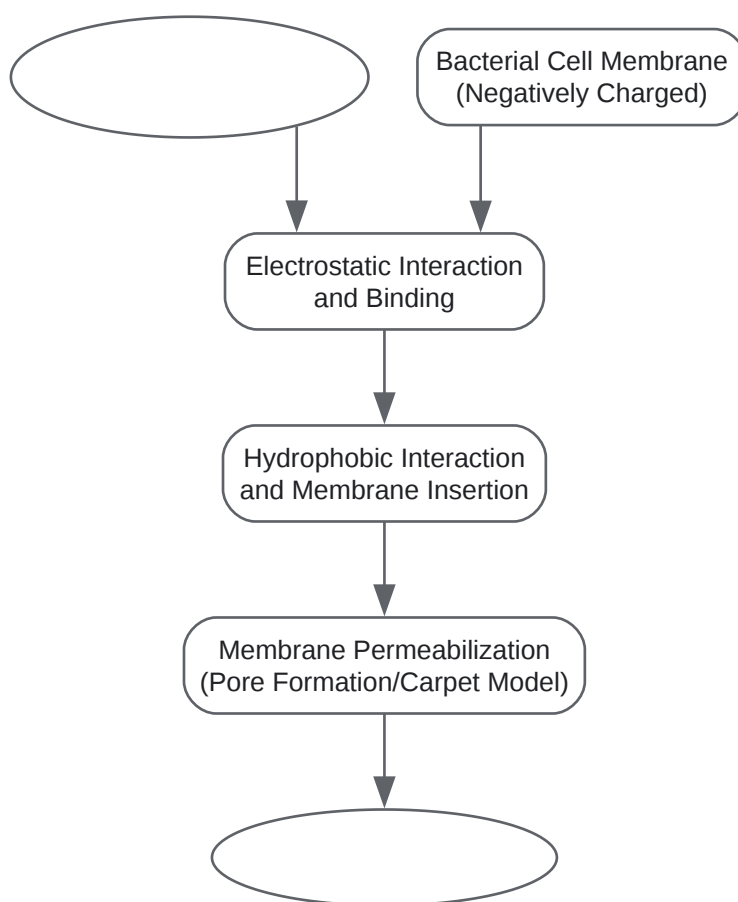 Bacterial Cell Membrane
(Negatively Charged)
Electrostatic Interaction
and Binding
Hydrophobic Interaction
and Membrane Insertion
Membrane Permeabilization
(Pore Formation/Carpet Model)